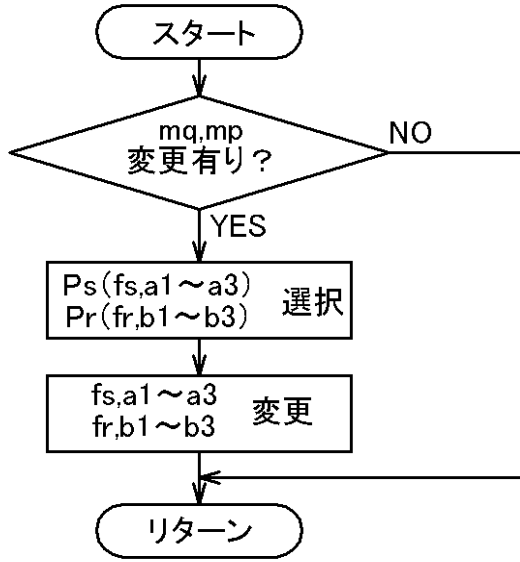 スタート
mq,mp
変更有り？
NO
YES
Ps(fs,a1～a3)
Pr(fr,b1～b3) 選択
fs,a1～a3
fr,b1～b3 変更
リターン